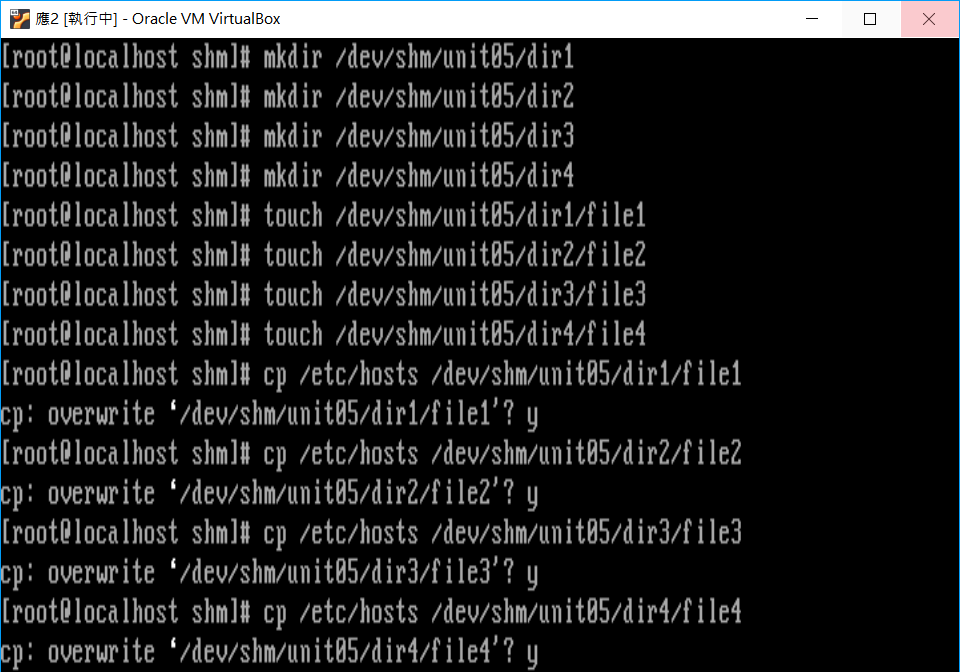 應2 [執行中] - Oracle VM VirtualBox
[root@localhost shm]# mkdir /dev/shm/unit05/dir1
[root@localhost shm]# mkdir /dev/shm/unit05/dir2
[root@localhost shm]# mkdir /dev/shm/unit05/dir3
[root@localhost shm]# mkdir /dev/shm/unit05/dir4
[root@localhost shm]# touch /dev/shm/unit05/dir1/file1
[root@localhost shm]# touch /dev/shm/unit05/dir2/file2
[root@localhost shm]# touch /dev/shm/unit05/dir3/file3
[root@localhost shm]# touch /dev/shm/unit05/dir4/file4
[root@localhost shm]# cp /etc/hosts /dev/shm/unit05/dir1/file1
cp: overwrite ‘/dev/shm/unit05/dir1/file1’? y
[root@localhost shm]# cp /etc/hosts /dev/shm/unit05/dir2/file2
cp: overwrite ‘/dev/shm/unit05/dir2/file2’? y
[root@localhost shm]# cp /etc/hosts /dev/shm/unit05/dir3/file3
cp: overwrite ‘/dev/shm/unit05/dir3/file3’? y
[root@localhost shm]# cp /etc/hosts /dev/shm/unit05/dir4/file4
cp: overwrite ‘/dev/shm/unit05/dir4/file4’? y